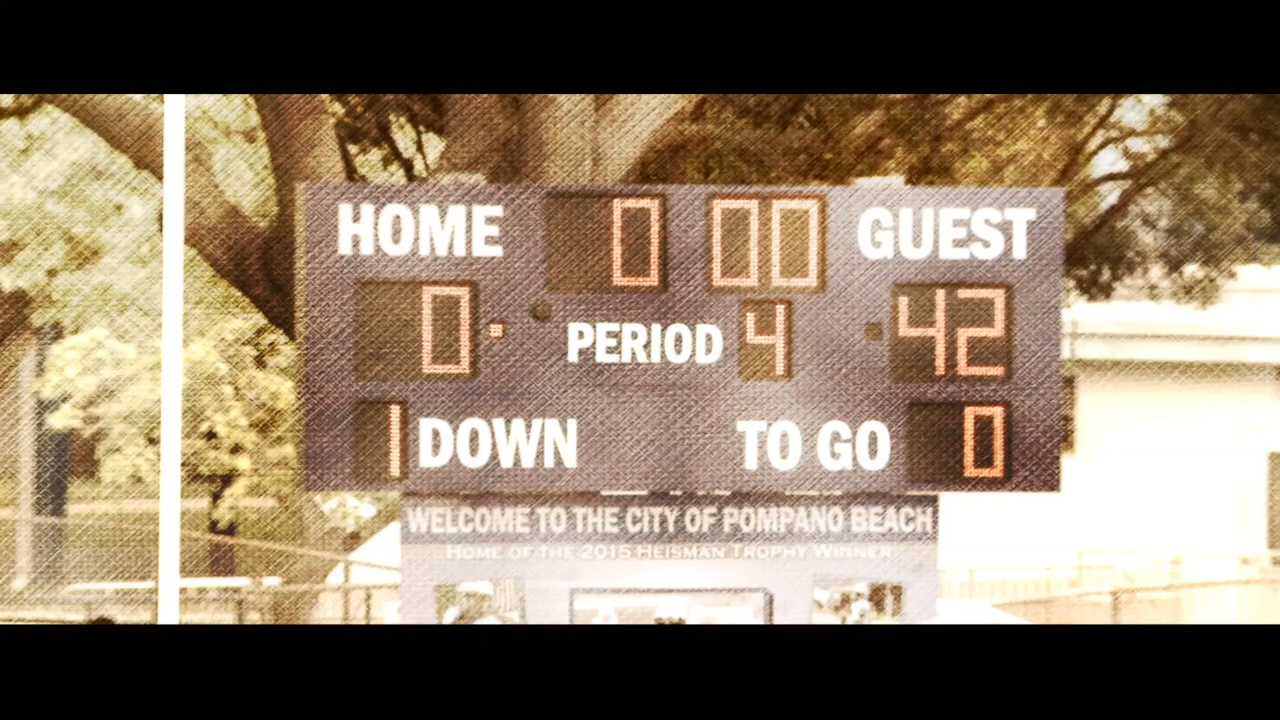 HOME 0 00 GUEST
0 PERIOD 4 42
1 DOWN TO GO 0
WELCOME TO THE CITY OF POMPANO BEACH
HOME OF THE 2015 HEISMAN TROPHY WINNER